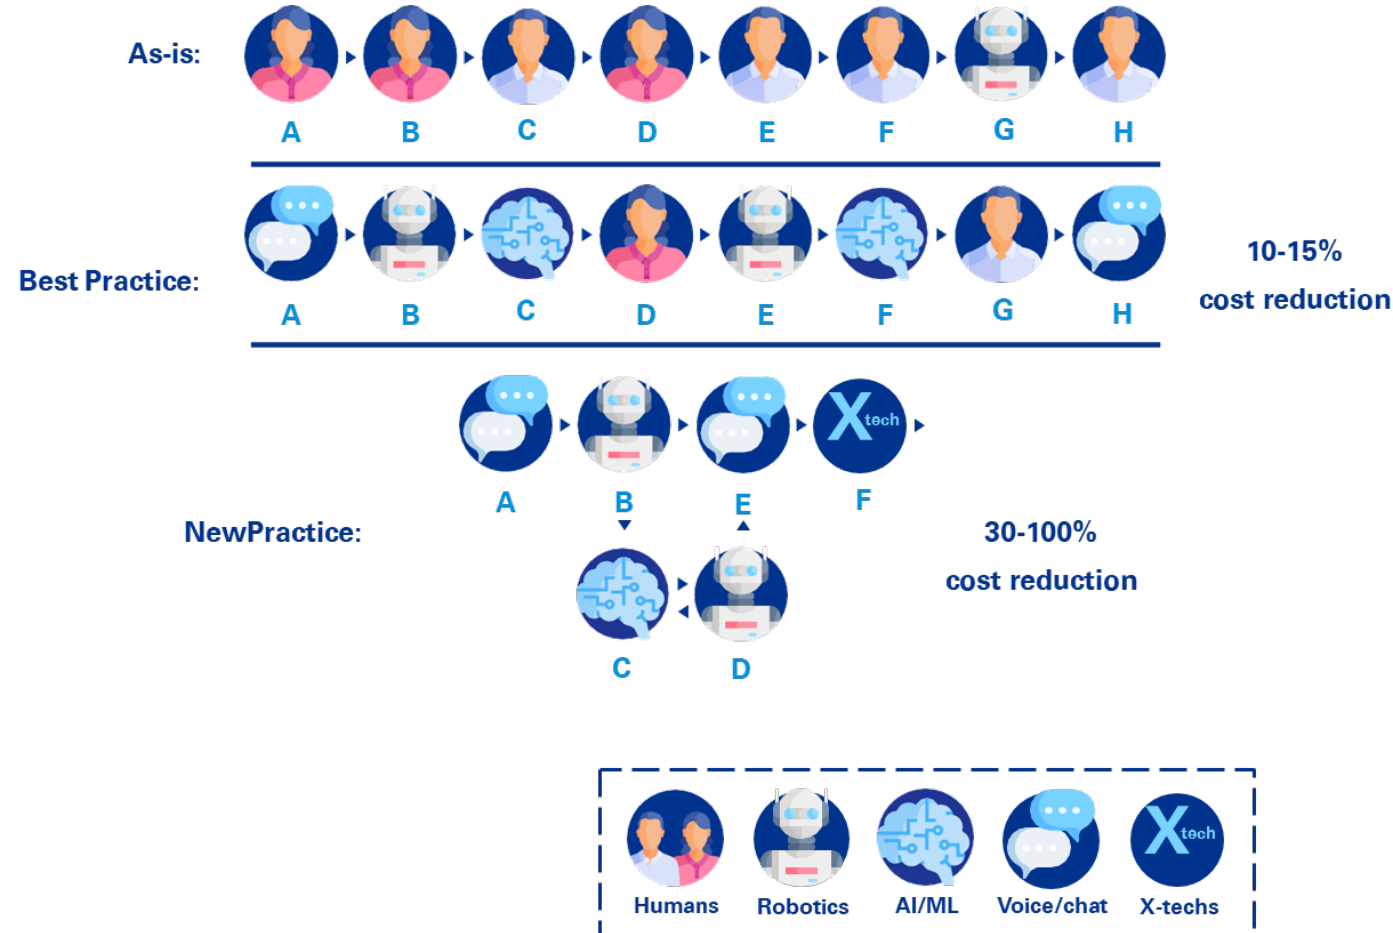 As-is:
A B C D E F G H
Best Practice:
A B C D E F G H
10-15%
cost reduction
X tech
A B E F
NewPractice:
30-100%
cost reduction
C D
X tech
Humans Robotics AI/ML Voice/chat X-techs